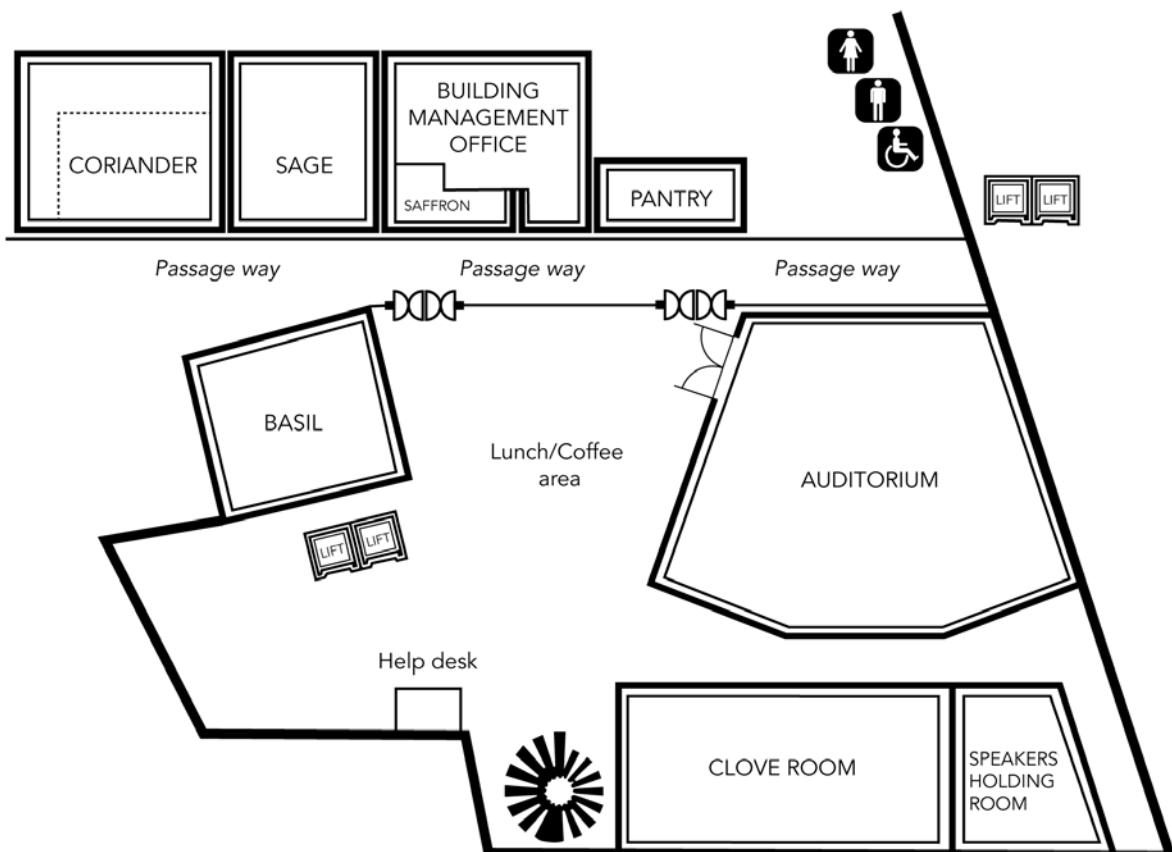 BUILDING
MANAGEMENT
OFFICE
CORIANDER
SAGE
SAFFRON
PANTRY
LIFT
LIFT
Passage way
Passage way
Passage way
BASIL
Lunch/Coffee
area
AUDITORIUM
LIFT
LIFT
Help desk
CLOVE ROOM
SPEAKERS
HOLDING
ROOM